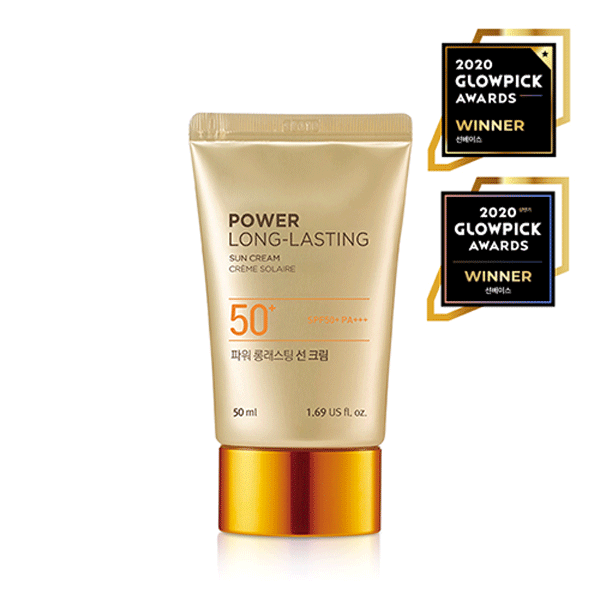 POWER
LONG-LASTING
SUN CREAM
CRÈME SOLAIRE
50+
SPF50+ PA+++
파워 롱래스팅 선 크림
50 ml 1.69 US fl. oz.
2020
GLOWPICK
AWARDS
WINNER
선베이스
2020
GLOWPICK
AWARDS
WINNER
선베이스